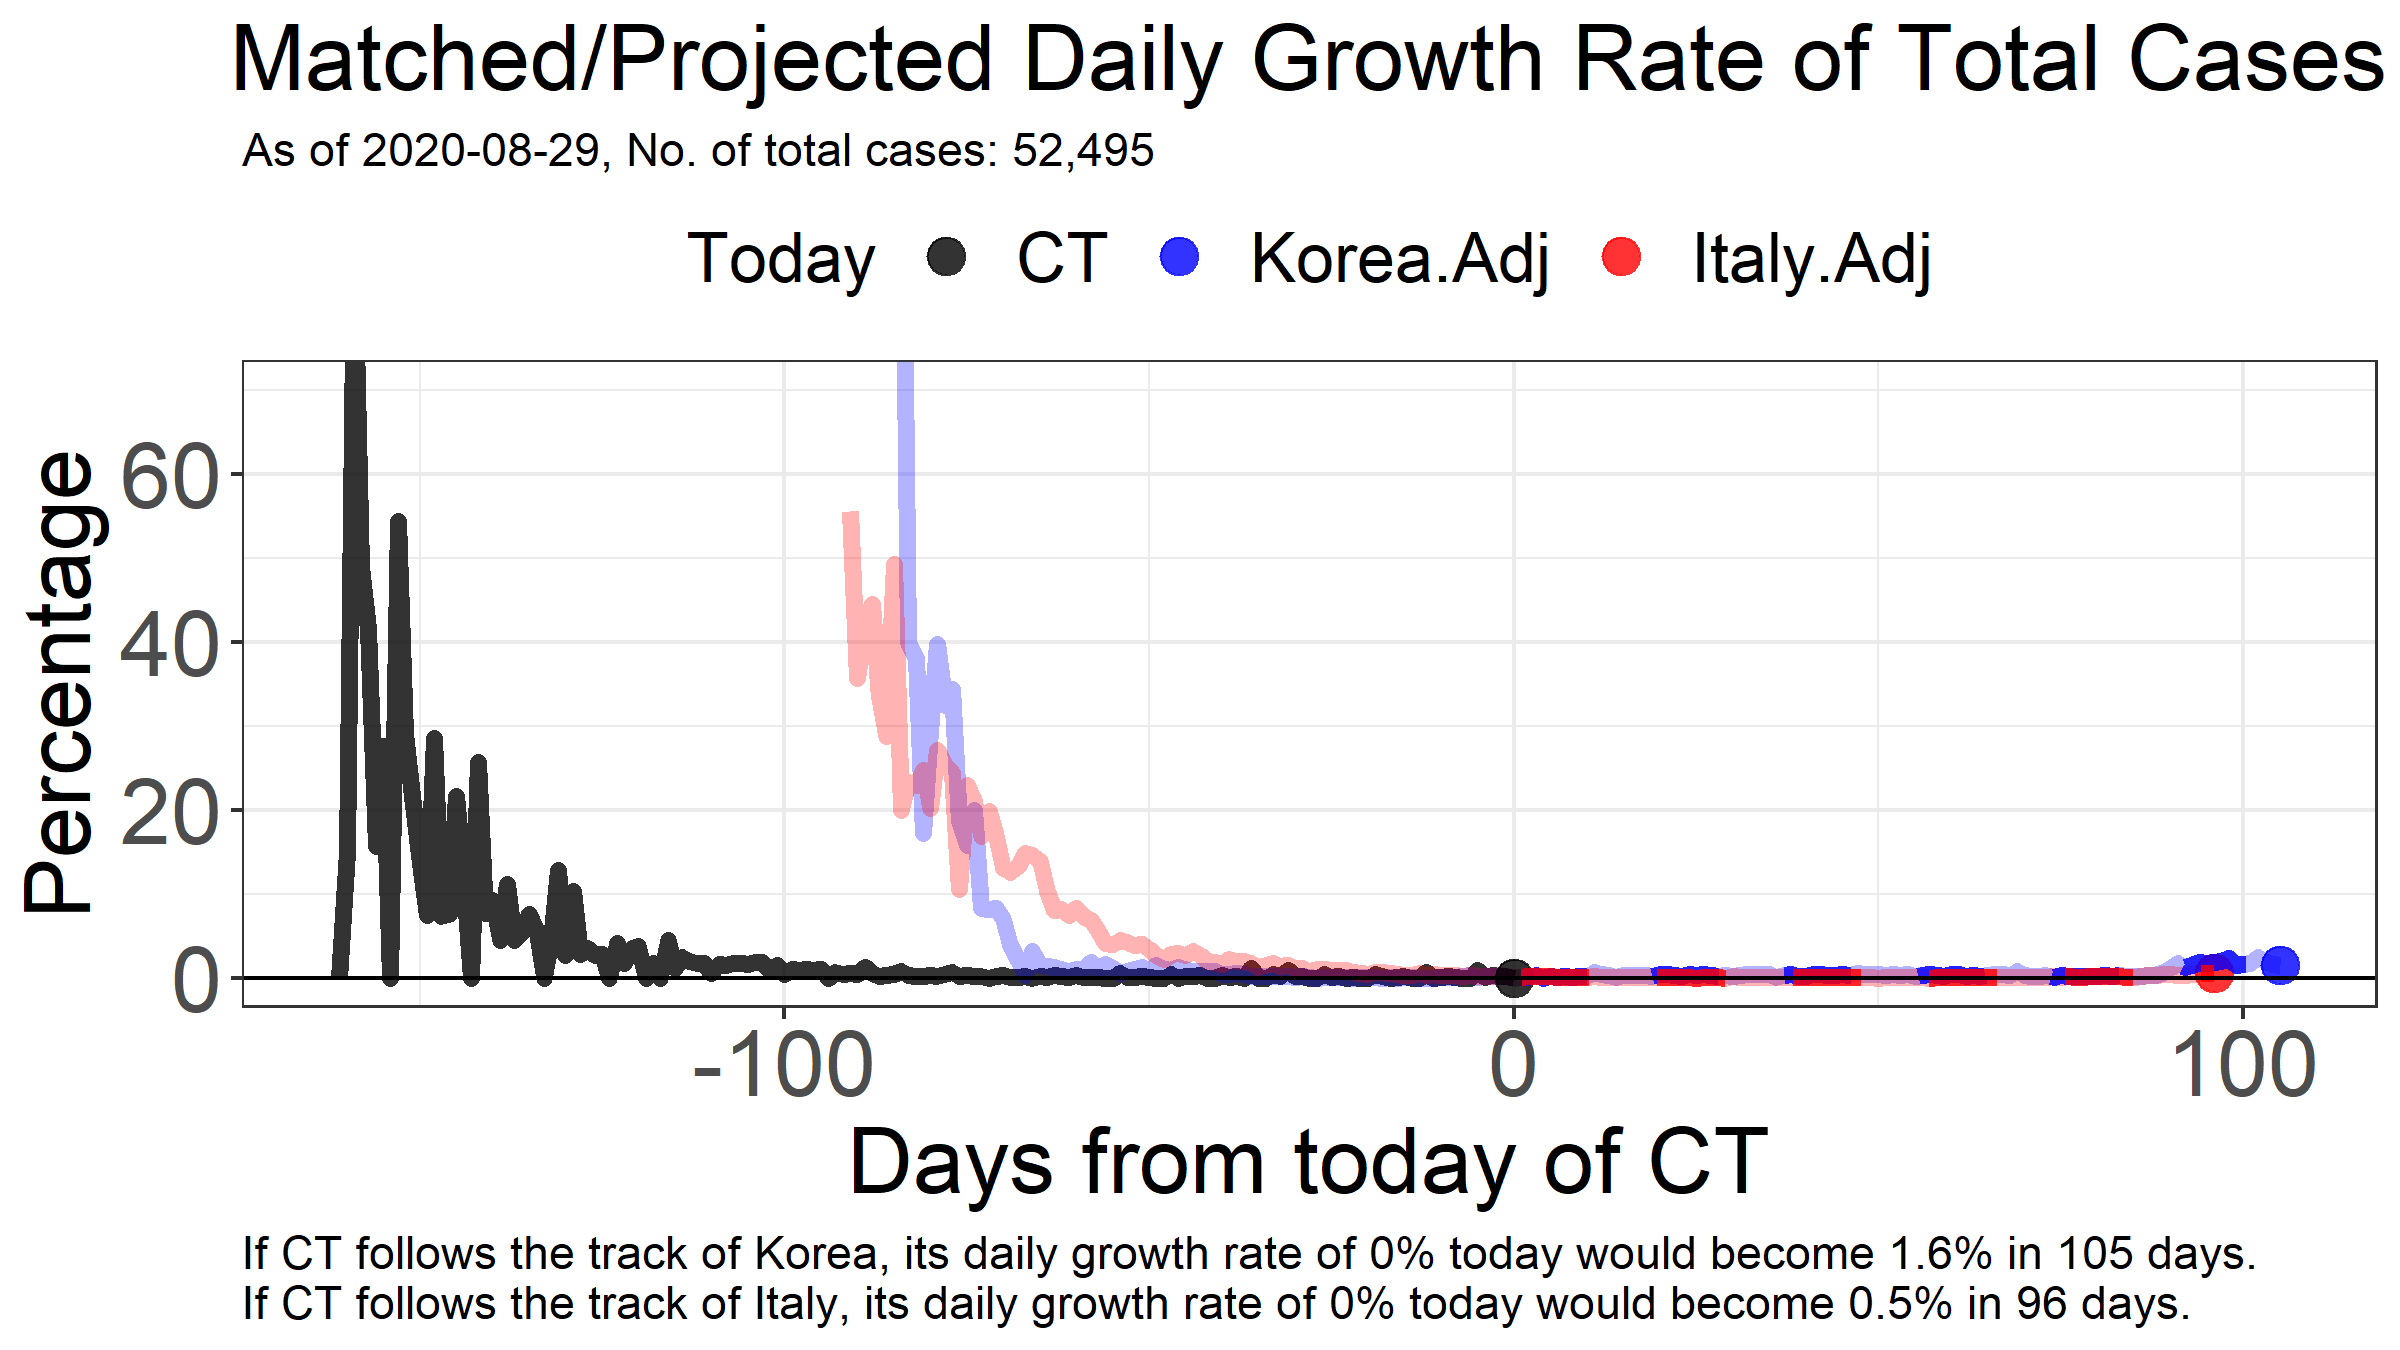 Matched/Projected Daily Growth Rate of Total Cases
As of 2020-08-29, No. of total cases: 52,495
Today CT Korea.Adj Italy.Adj
Percentage
60
40
20
0
-100 0 100
Days from today of CT
If CT follows the track of Korea, its daily growth rate of 0% today would become 1.6% in 105 days.
If CT follows the track of Italy, its daily growth rate of 0% today would become 0.5% in 96 days.